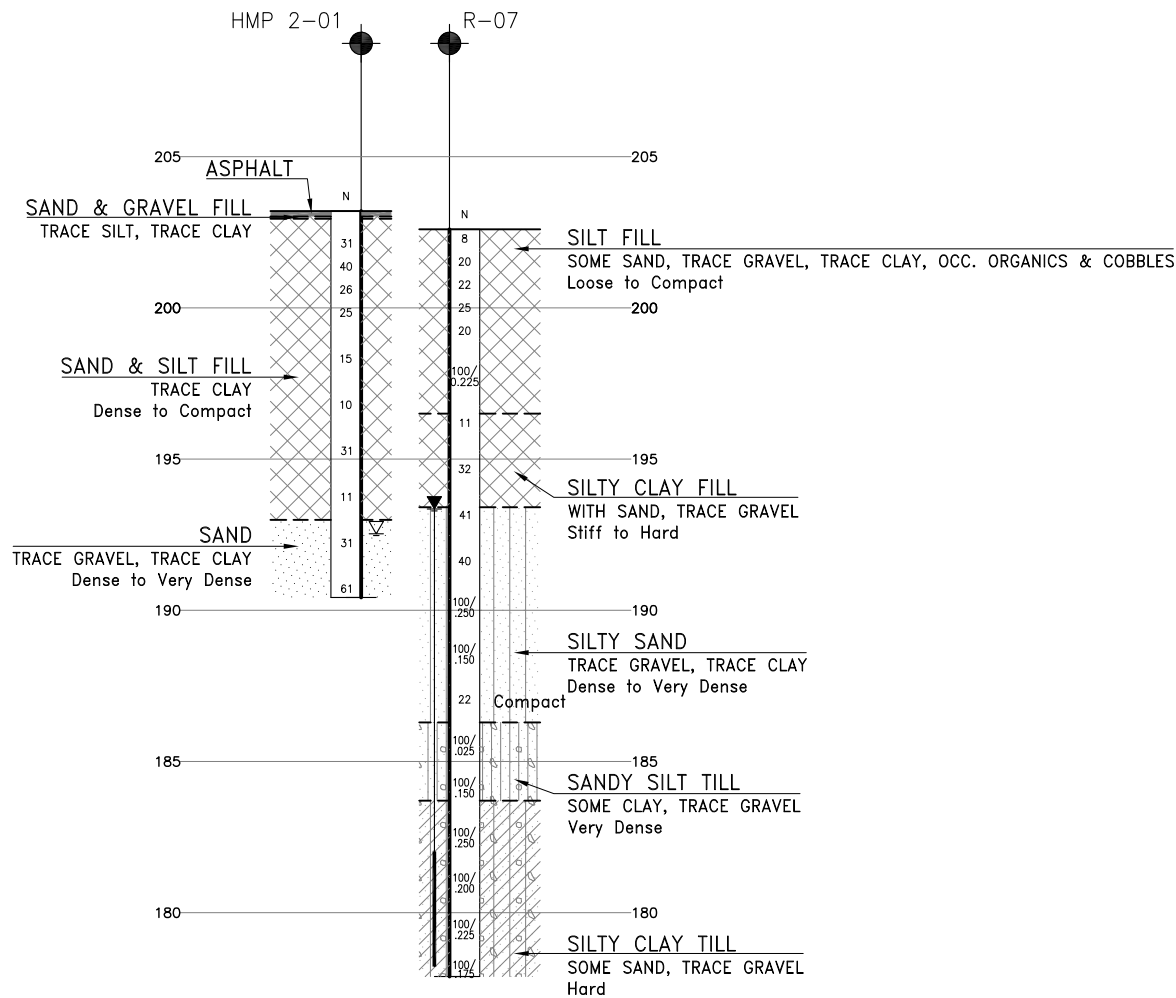 HMP 2-01
R-07
205
205
ASPHALT
SAND & GRAVEL FILL
TRACE SILT, TRACE CLAY
N
31
40
26
25
15
10
31
11
31
61
N
8
20
22
25
20
100/
0.225
11
32
41
40
100/
.250
100/
.150
22
Compact
100/
.025
100/
.150
100/
.250
100/
.200
100/
.225
100/
.175
SILT FILL
SOME SAND, TRACE GRAVEL, TRACE CLAY, OCC. ORGANICS & COBBLES
Loose to Compact
200
200
SAND & SILT FILL
TRACE CLAY
Dense to Compact
195
195
SILTY CLAY FILL
WITH SAND, TRACE GRAVEL
Stiff to Hard
SAND
TRACE GRAVEL, TRACE CLAY
Dense to Very Dense
190
190
SILTY SAND
TRACE GRAVEL, TRACE CLAY
Dense to Very Dense
185
185
SANDY SILT TILL
SOME CLAY, TRACE GRAVEL
Very Dense
180
180
SILTY CLAY TILL
SOME SAND, TRACE GRAVEL
Hard